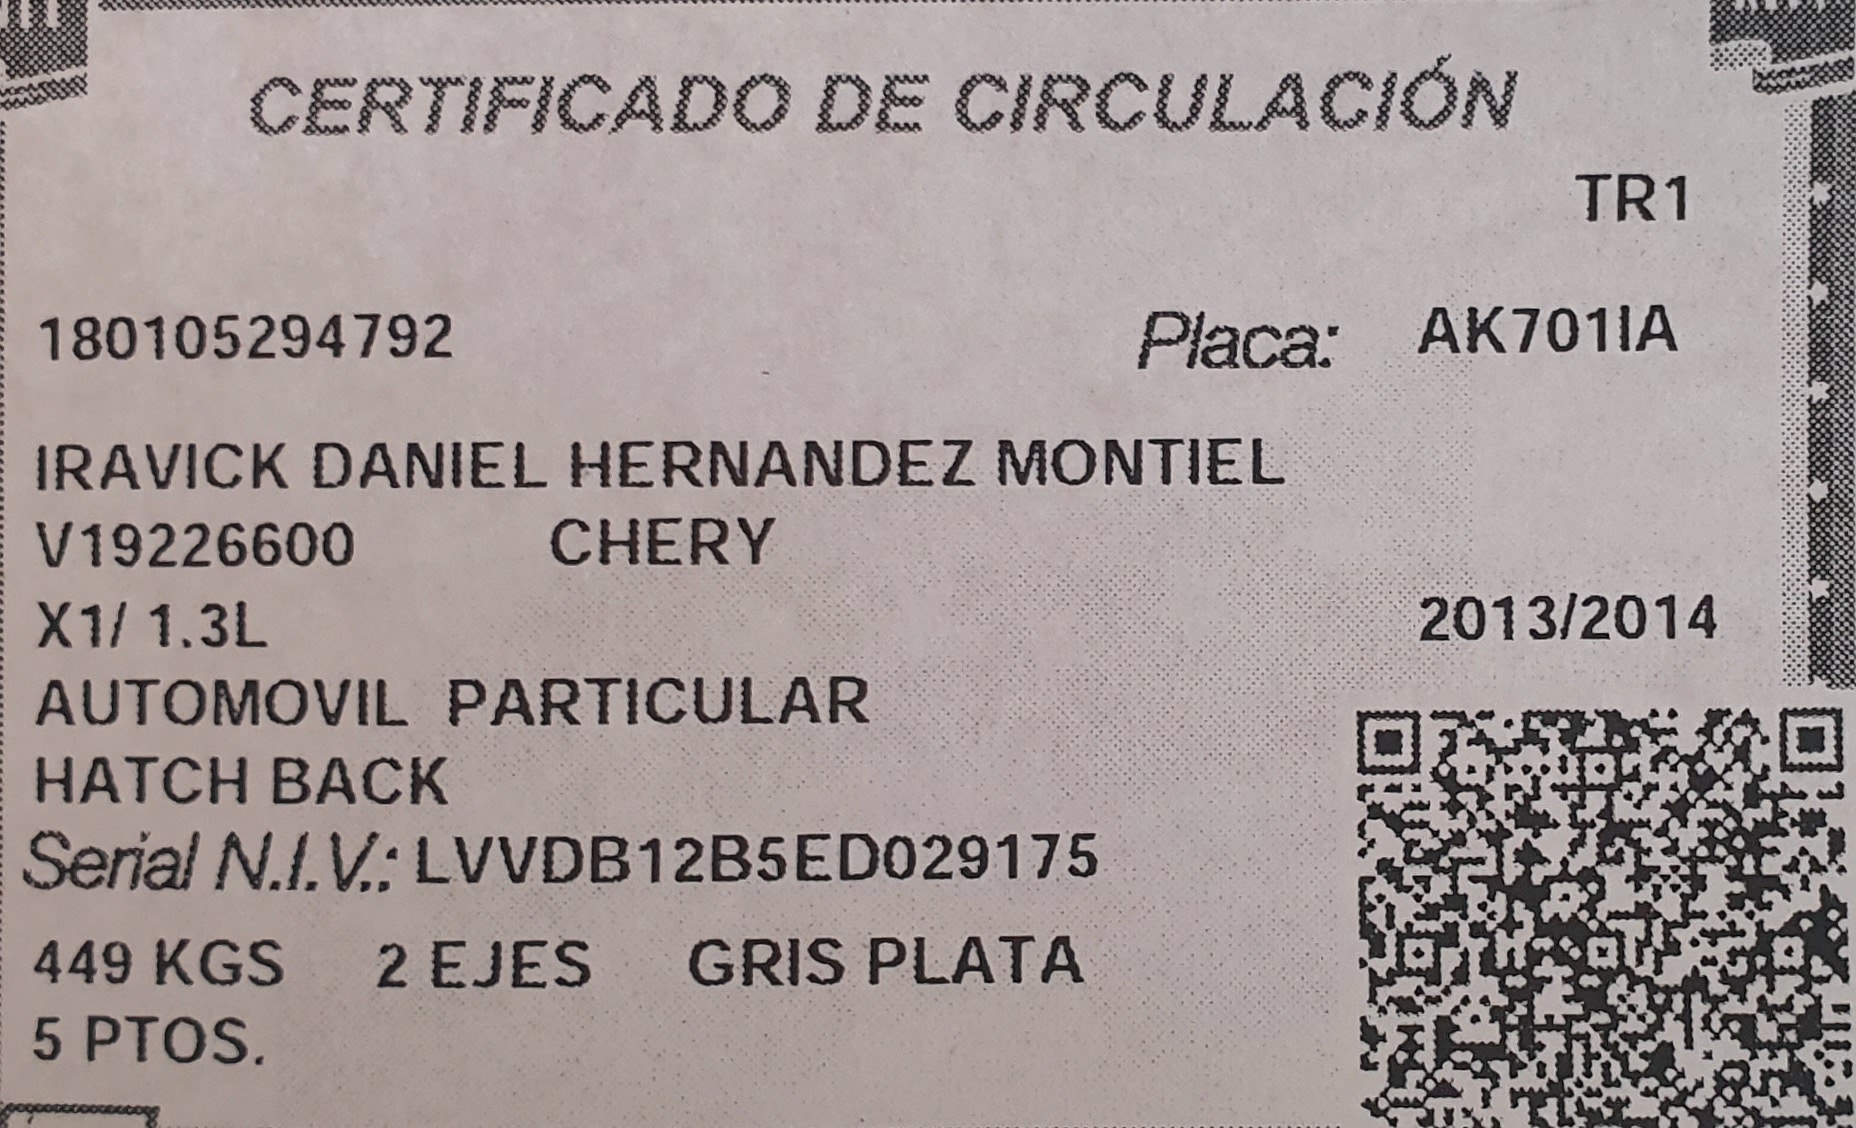 CERTIFICADO DE CIRCULACIÓN
TR1
180105294792 Placa: AK701IA
IRAVICK DANIEL HERNANDEZ MONTIEL
V19226600 CHERY
X1/ 1.3L 2013/2014
AUTOMOVIL PARTICULAR
HATCH BACK
Serial N.I.V.: LVVDB12B5ED029175
449 KGS 2 EJES GRIS PLATA
5 PTOS.